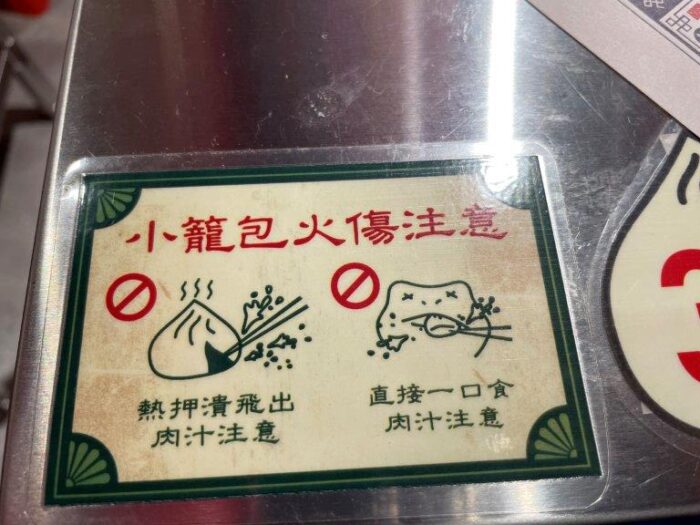 小籠包火傷注意
熱押潰飛出
肉汁注意
直接一口食
肉汁注意